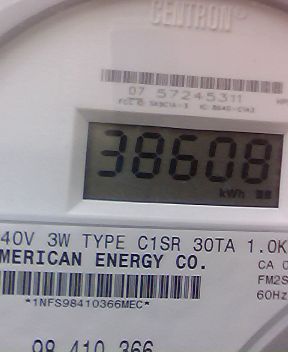 CENTRON
07 57245311
38608
kWh
40V 3W TYPE C1SR 30TA 1.0K
MERICAN ENERGY CO.
CA 0
FM2S
60Hz
*1NFS98410366MEC*
98 410 366